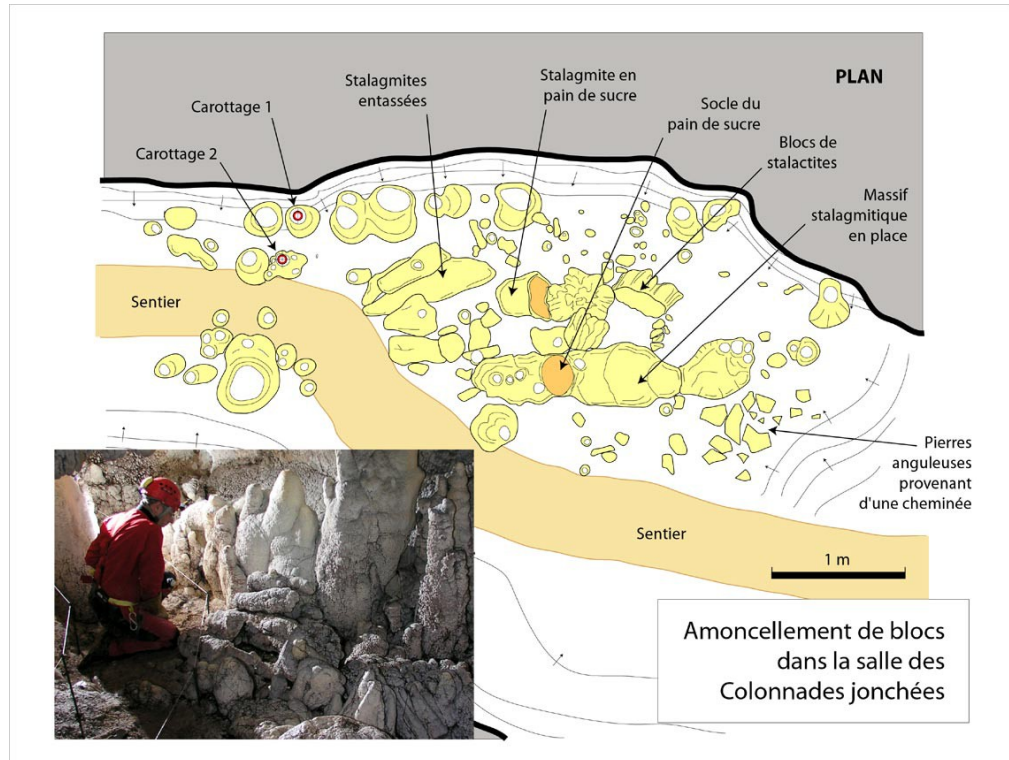 PLAN
Stalagmites
entassées
Stalagmite en
pain de sucre
Socle du
pain de sucre
Carottage 1
Blocs de
stalactites
Carottage 2
Massif
stalagmitique
en place
Sentier
Pierres
anguleuses
provenant
d'une cheminée
Sentier
1 m
Amoncellement de blocs
dans la salle des
Colonnades jonchées